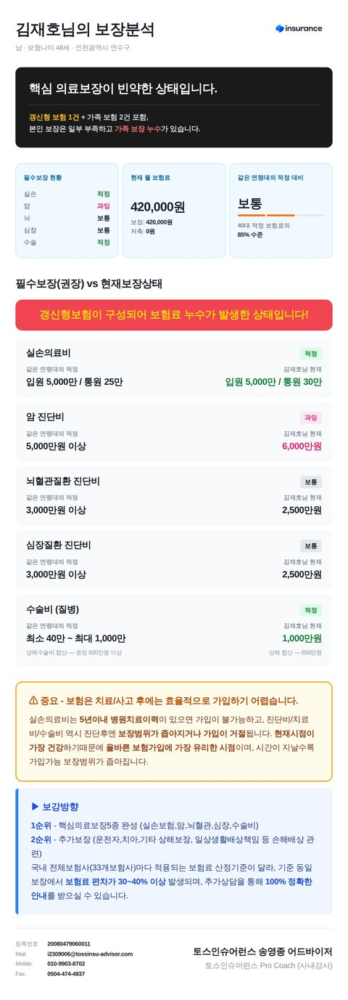 김재호님의 보장분석
insurance
남 · 보험나이 48세 · 인천광역시 연수구
핵심 의료보장이 빈약한 상태입니다.
갱신형 보험 1건 + 가족 보험 2건 포함,
본인 보장은 일부 부족하고 가족 보장 누수가 있습니다.
필수보장 현황
실손 적정
암 과잉
뇌 보통
심장 보통
수술 적정
현재 월 보험료
420,000원
보장: 420,000원
저축: 0원
같은 연령대의 적정 대비
보통
40대 적정 보험료의
85% 수준
필수보장(권장) vs 현재보장상태
갱신형보험이 구성되어 보험료 누수가 발생한 상태입니다!
실손의료비 적정
같은 연령대의 적정 김재호님 현재
입원 5,000만 / 통원 25만 입원 5,000만 / 통원 30만
암 진단비 과잉
같은 연령대의 적정 김재호님 현재
5,000만원 이상 6,000만원
뇌혈관질환 진단비 보통
같은 연령대의 적정 김재호님 현재
3,000만원 이상 2,500만원
심장질환 진단비 보통
같은 연령대의 적정 김재호님 현재
3,000만원 이상 2,500만원
수술비 (질병) 적정
같은 연령대의 적정 김재호님 현재
최소 40만 ~ 최대 1,000만 1,000만원
상해수술비 합산 — 권장 500만원 이상 상해 합산 — 650만원
⚠ 중요 - 보험은 치료/사고 후에는 효율적으로 가입하기 어렵습니다.
실손의료비는 5년이내 병원치료이력이 있으면 가입이 불가능하고, 진단비/치료
비/수술비 역시 진단후엔 보장범위가 좁아지거나 가입이 거절됩니다. 현재시점이
가장 건강하기때문에 올바른 보험가입에 가장 유리한 시점이며, 시간이 지날수록
가입가능 보장범위가 좁아집니다.
▶ 보강방향
1순위 - 핵심의료보장5종 완성 (실손보험,암,뇌혈관,심장,수술비)
2순위 - 추가보장 (운전자,치아,기타 상해보장, 일상생활배상책임 등 손해배상 관
련)
국내 전체보험사(33개보험사)마다 적용되는 보험료 산정기준이 달라, 기준 동일
보장에서 보험료 편차가 30~40% 이상 발생되며, 추가상담을 통해 100% 정확한
안내를 받으실 수 있습니다.
등록번호 20080479060011
Mail. i2309006@tossinsu-advisor.com
Mobile. 010-9903-8702
Fax. 0504-474-4937
토스인슈어런스 송영종 어드바이저
토스인슈어런스 Pro Coach (사내강사)